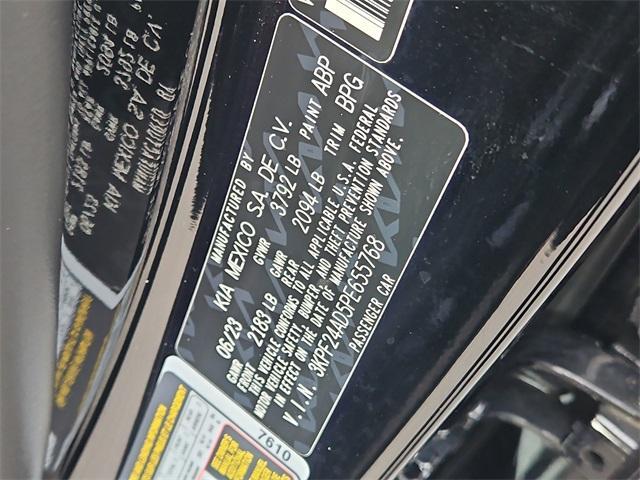 MANUFACTURED BY
KIA MEXICO SA. DE C.V.
06/23 GVWR 3792 LB PAINT ABP
GAWR FRONT 2183 LB GAWR REAR 2094 LB TRIM BPG
THIS VEHICLE CONFORMS TO ALL APPLICABLE U.S.A. FEDERAL
MOTOR VEHICLE SAFETY, BUMPER, AND THEFT PREVENTION STANDARDS
IN EFFECT ON THE DATE OF MANUFACTURE SHOWN ABOVE.
V.I.N. 3KPF24AD5PE655768
PASSENGER CAR
7610